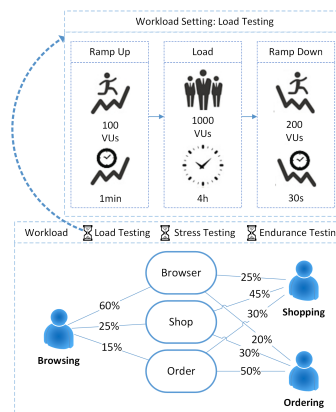 Workload Setting: Load Testing
Ramp Up
Load
Ramp Down
100
VUs
1000
VUs
200
VUs
1min
4h
30s
Workload
Load Testing
Stress Testing
Endurance Testin
Browser
25%
45%
60%
Shop
30%
Shopping
25%
20%
15%
30%
Browsing
Order
50%
Ordering